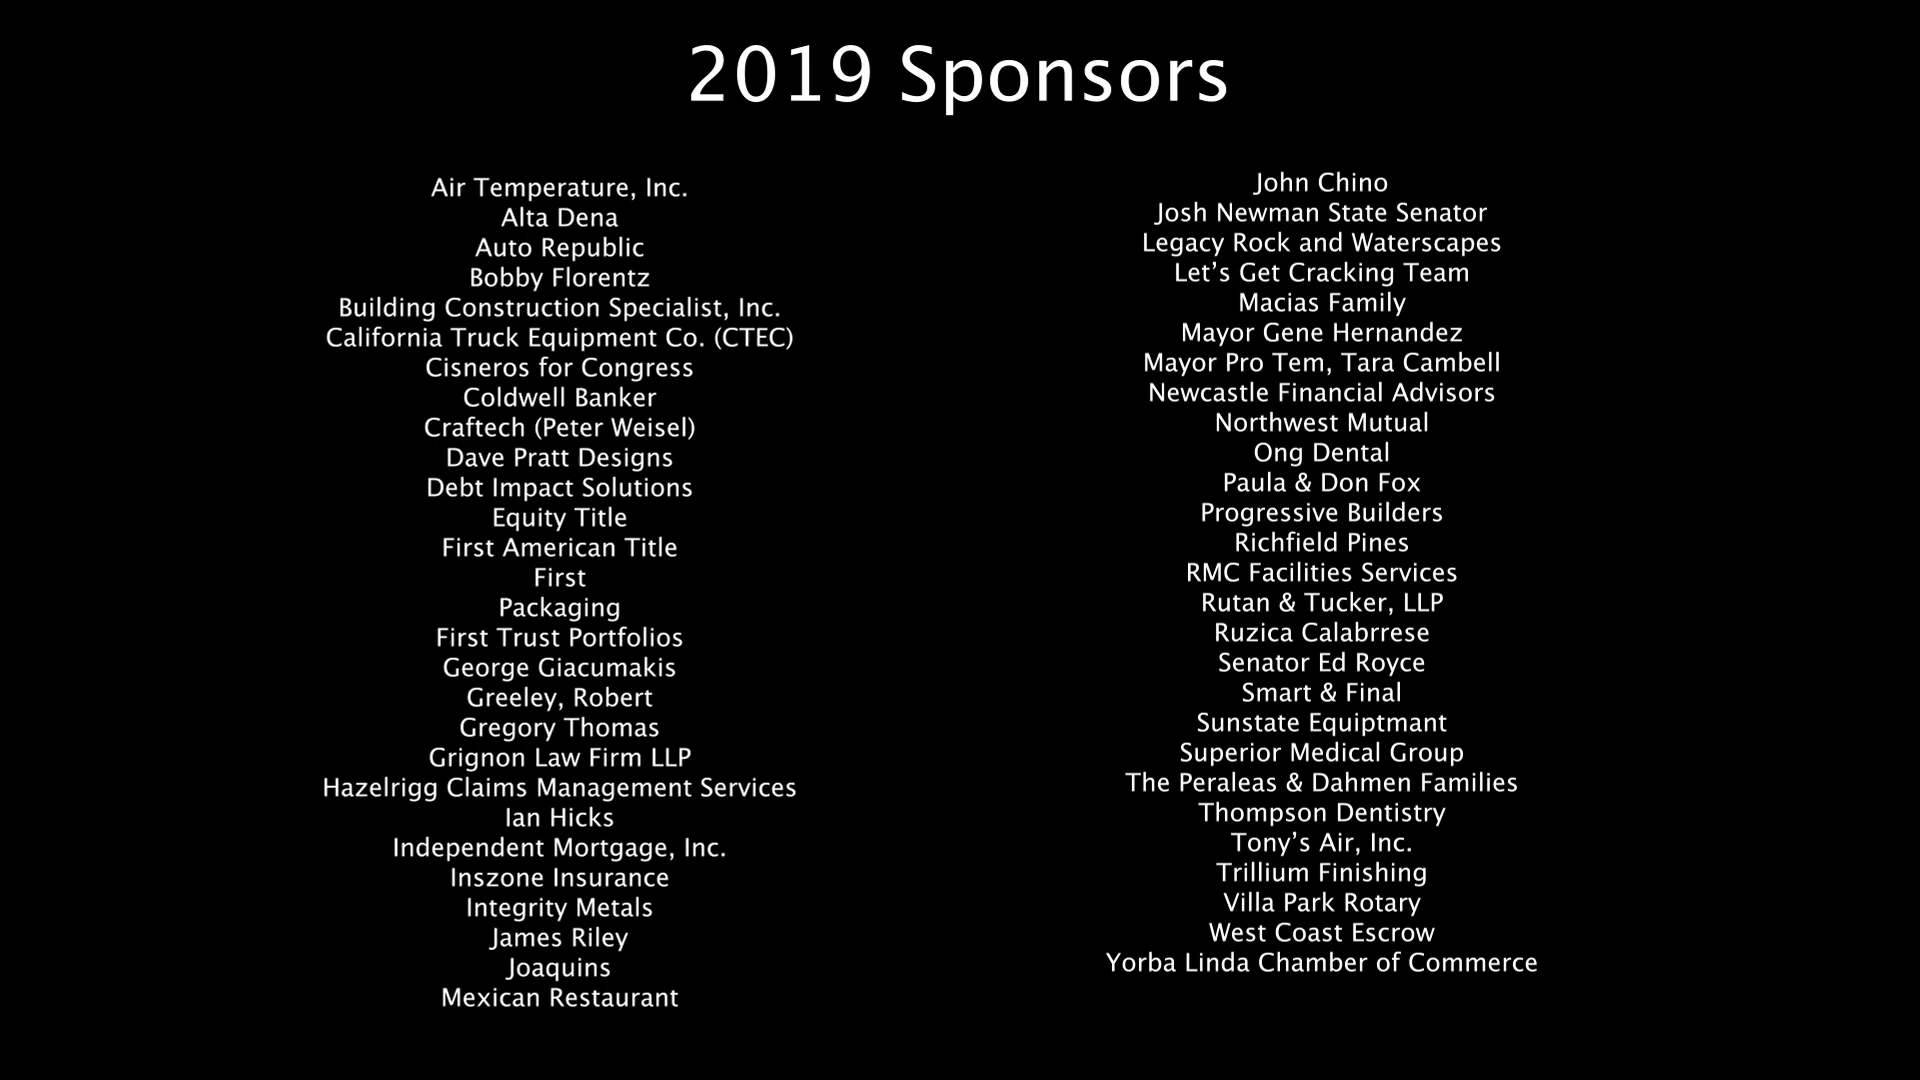 2019 Sponsors
Air Temperature, Inc.
Alta Dena
Auto Republic
Bobby Florentz
Building Construction Specialist, Inc.
California Truck Equipment Co. (CTEC)
Cisneros for Congress
Coldwell Banker
Craftech (Peter Weisel)
Dave Pratt Designs
Debt Impact Solutions
Equity Title
First American Title
First
Packaging
First Trust Portfolios
George Giacumakis
Greeley, Robert
Gregory Thomas
Grignon Law Firm LLP
Hazelrigg Claims Management Services
Ian Hicks
Independent Mortgage, Inc.
Inszone Insurance
Integrity Metals
James Riley
Joaquins
Mexican Restaurant
John Chino
Josh Newman State Senator
Legacy Rock and Waterscapes
Let’s Get Cracking Team
Macias Family
Mayor Gene Hernandez
Mayor Pro Tem, Tara Cambell
Newcastle Financial Advisors
Northwest Mutual
Ong Dental
Paula & Don Fox
Progressive Builders
Richfield Pines
RMC Facilities Services
Rutan & Tucker, LLP
Ruzica Calabrrese
Senator Ed Royce
Smart & Final
Sunstate Equiptmant
Superior Medical Group
The Peraleas & Dahmen Families
Thompson Dentistry
Tony’s Air, Inc.
Trillium Finishing
Villa Park Rotary
West Coast Escrow
Yorba Linda Chamber of Commerce